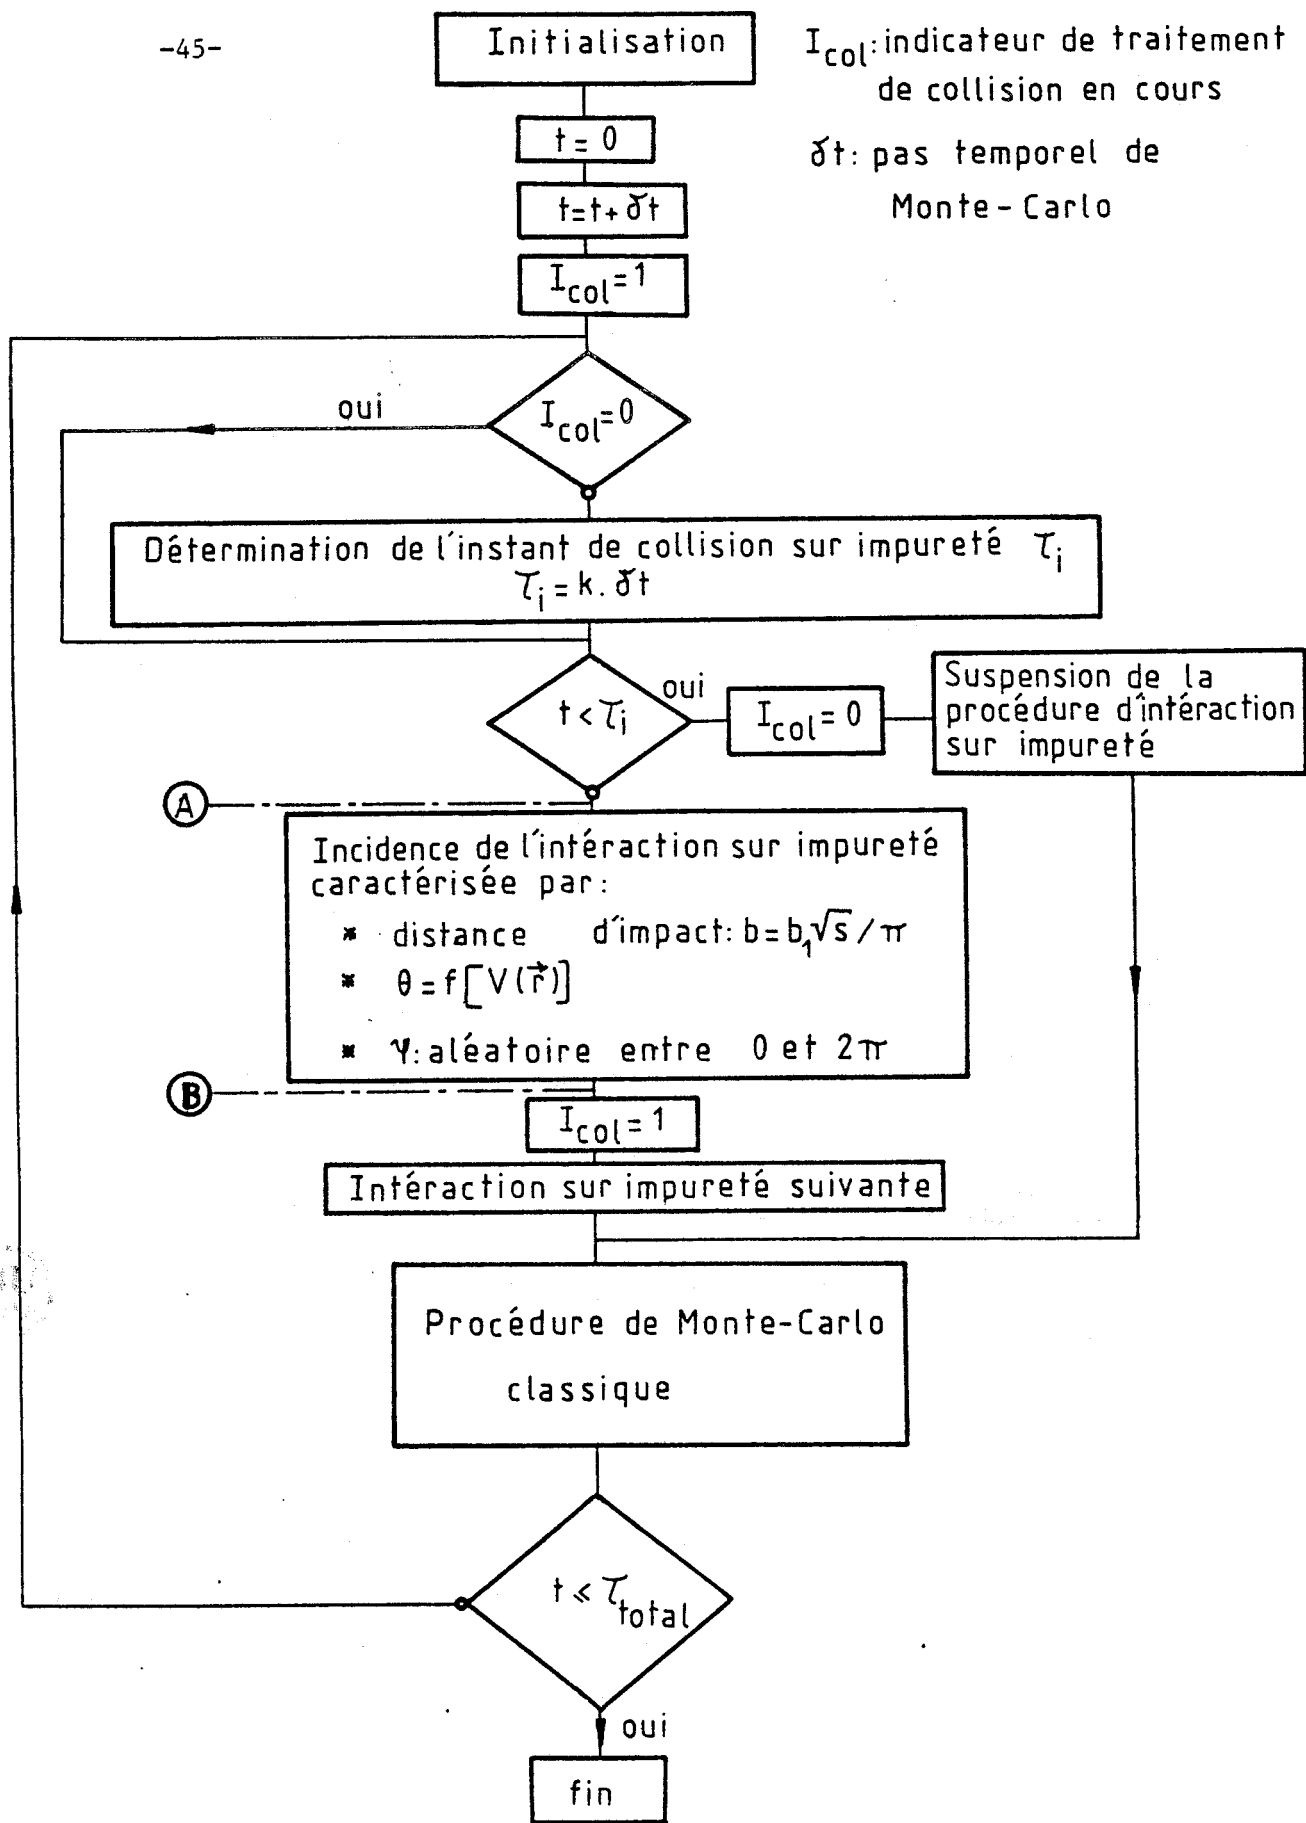 -45-
Initialisation
I_col: indicateur de traitement
de collision en cours
t = 0
δt: pas temporel de
Monte-Carlo
t=t+δt
I_col=1
oui
I_col=0
Détermination de l'instant de collision sur impureté τ_i
τ_i = k. δt
t < τ_i
oui
I_col=0
Suspension de la
procédure d'intéraction
sur impureté
A
Incidence de l'intéraction sur impureté
caractérisée par:
* distance d'impact: b=b₁√s/π
* θ=f[V(r⃗)]
* Ψ: aléatoire entre 0 et 2π
B
I_col=1
Intéraction sur impureté suivante
Procédure de Monte-Carlo
classique
t ≤ τ_total
oui
fin